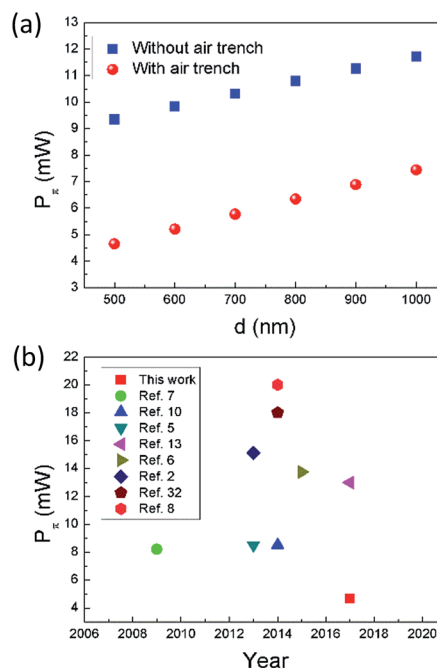 (a)
13
12
11
10
9
8
7
6
5
4
3
Pπ (mW)
Without air trench
With air trench
500 600 700 800 900 1000
d (nm)
(b)
22
20
18
16
14
12
10
8
6
4
Pπ (mW)
This work
Ref. 7
Ref. 10
Ref. 5
Ref. 13
Ref. 6
Ref. 2
Ref. 32
Ref. 8
2006 2008 2010 2012 2014 2016 2018 2020
Year